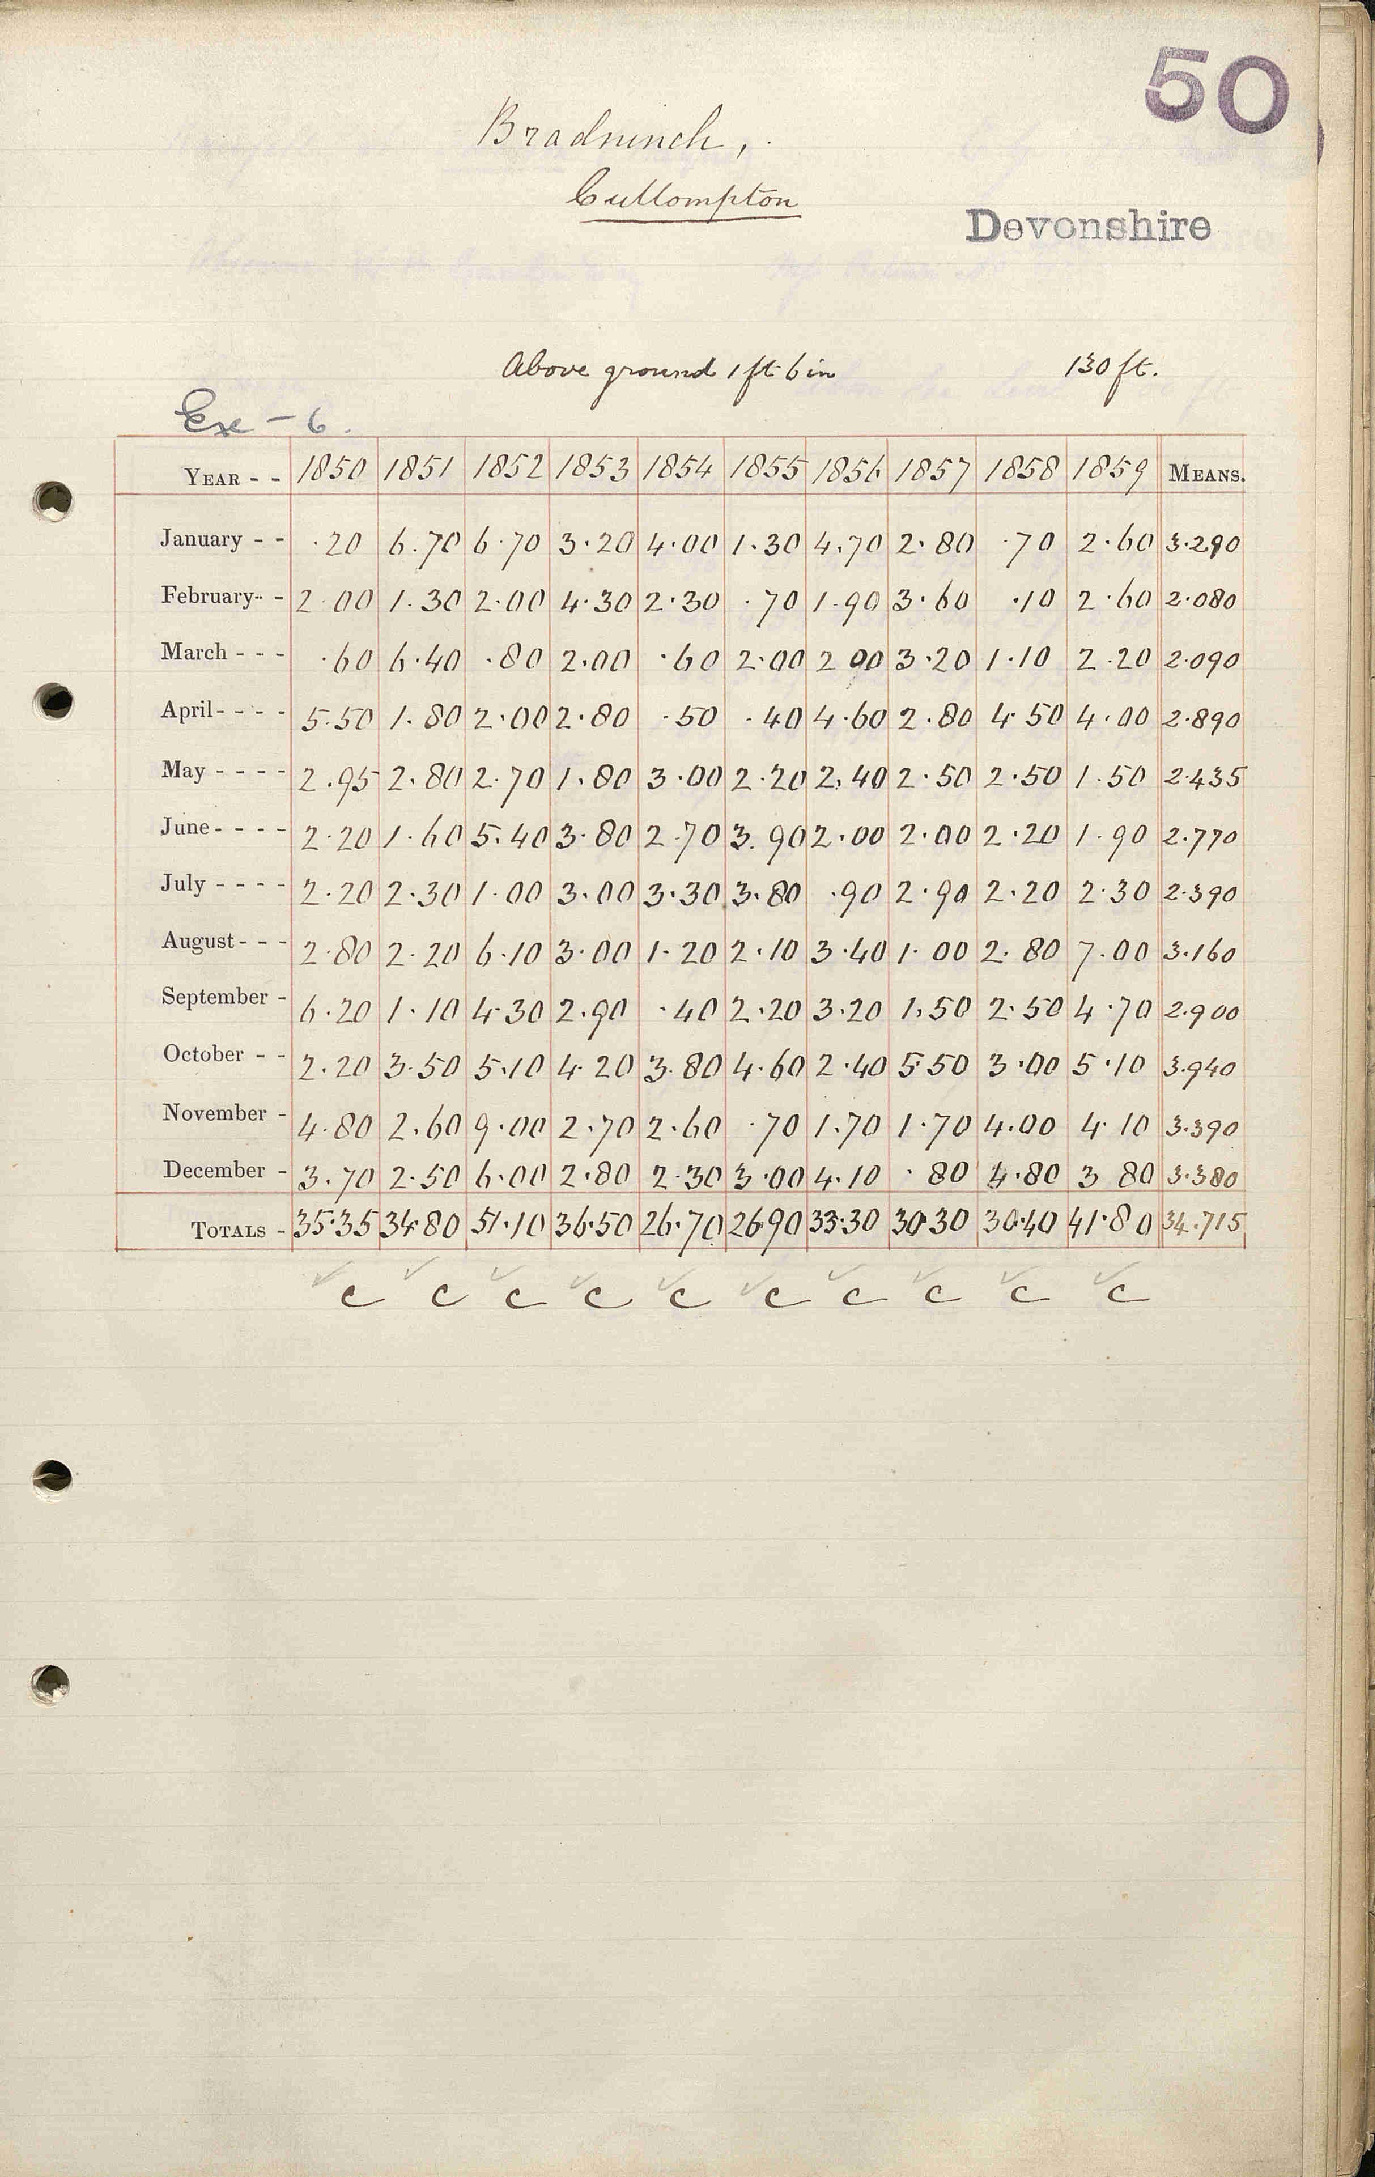 50
Bradninch,
Cullompton
Devonshire
Above ground 1 ft 6 in 130 ft.
Exe - 6.
YEAR - - 1850 1851 1852 1853 1854 1855 1856 1857 1858 1859 MEANS.
January - - ·20 6.70 6·70 3·20 4·00 1·30 4.70 2·80 ·70 2·60 3·290
February - - 2 00 1.30 2·00 4·30 2·30 ·70 1·90 3·60 ·10 2·60 2·080
March - - - ·60 6·40 ·80 2.00 ·60 2·00 2 90 3·20 1·10 2·20 2·090
April - - - - 5·50 1.80 2·00 2·80 ·50 ·40 4·60 2·80 4·50 4·00 2·890
May - - - - 2.95 2.80 2·70 1.80 3·00 2·20 2.40 2·50 2·50 1·50 2·435
June - - - - 2·20 1·60 5·40 3·80 2·70 3.90 2·00 2·00 2·20 1·90 2·770
July - - - - 2·20 2·30 1·00 3·00 3·30 3·80 ·90 2·90 2·20 2·30 2·390
August - - - 2·80 2·20 6·10 3·00 1·20 2·10 3·40 1·00 2·80 7·00 3·160
September - 6·20 1·10 4·30 2·90 ·40 2·20 3·20 1.50 2·50 4·70 2·900
October - - 2·20 3·50 5·10 4·20 3·80 4·60 2·40 5·50 3·00 5·10 3·940
November - 4·80 2.60 9·00 2·70 2·60 ·70 1.70 1·70 4·00 4·10 3·390
December - 3·70 2·50 6·00 2·80 2·30 3·00 4·10 ·80 4·80 3 80 3·380
TOTALS - 35·35 34·80 51·10 36·50 26·70 26·90 33·30 30·30 30·40 41·80 34·715
✓ ✓ ✓ ✓ ✓ ✓ ✓ ✓ ✓ ✓
C C C C C C C C C C